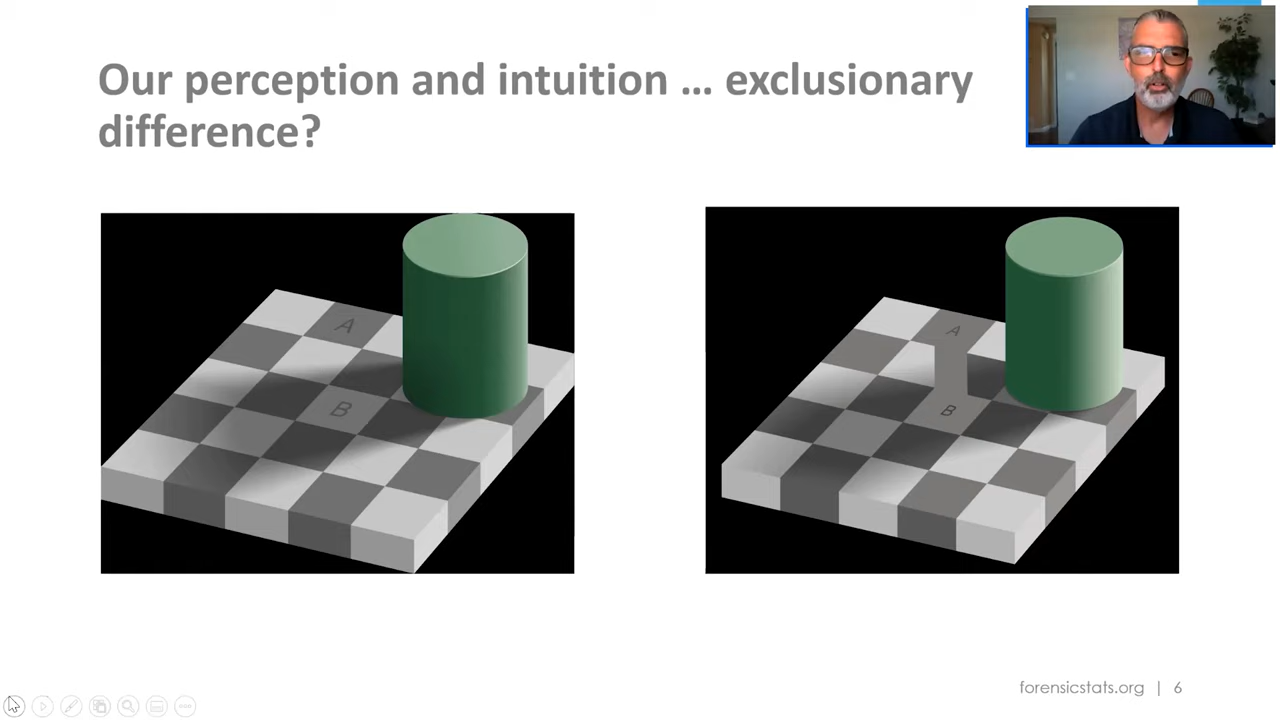 Our perception and intuition ... exclusionary
difference?
A
B
A
B
forensicstats.org | 6